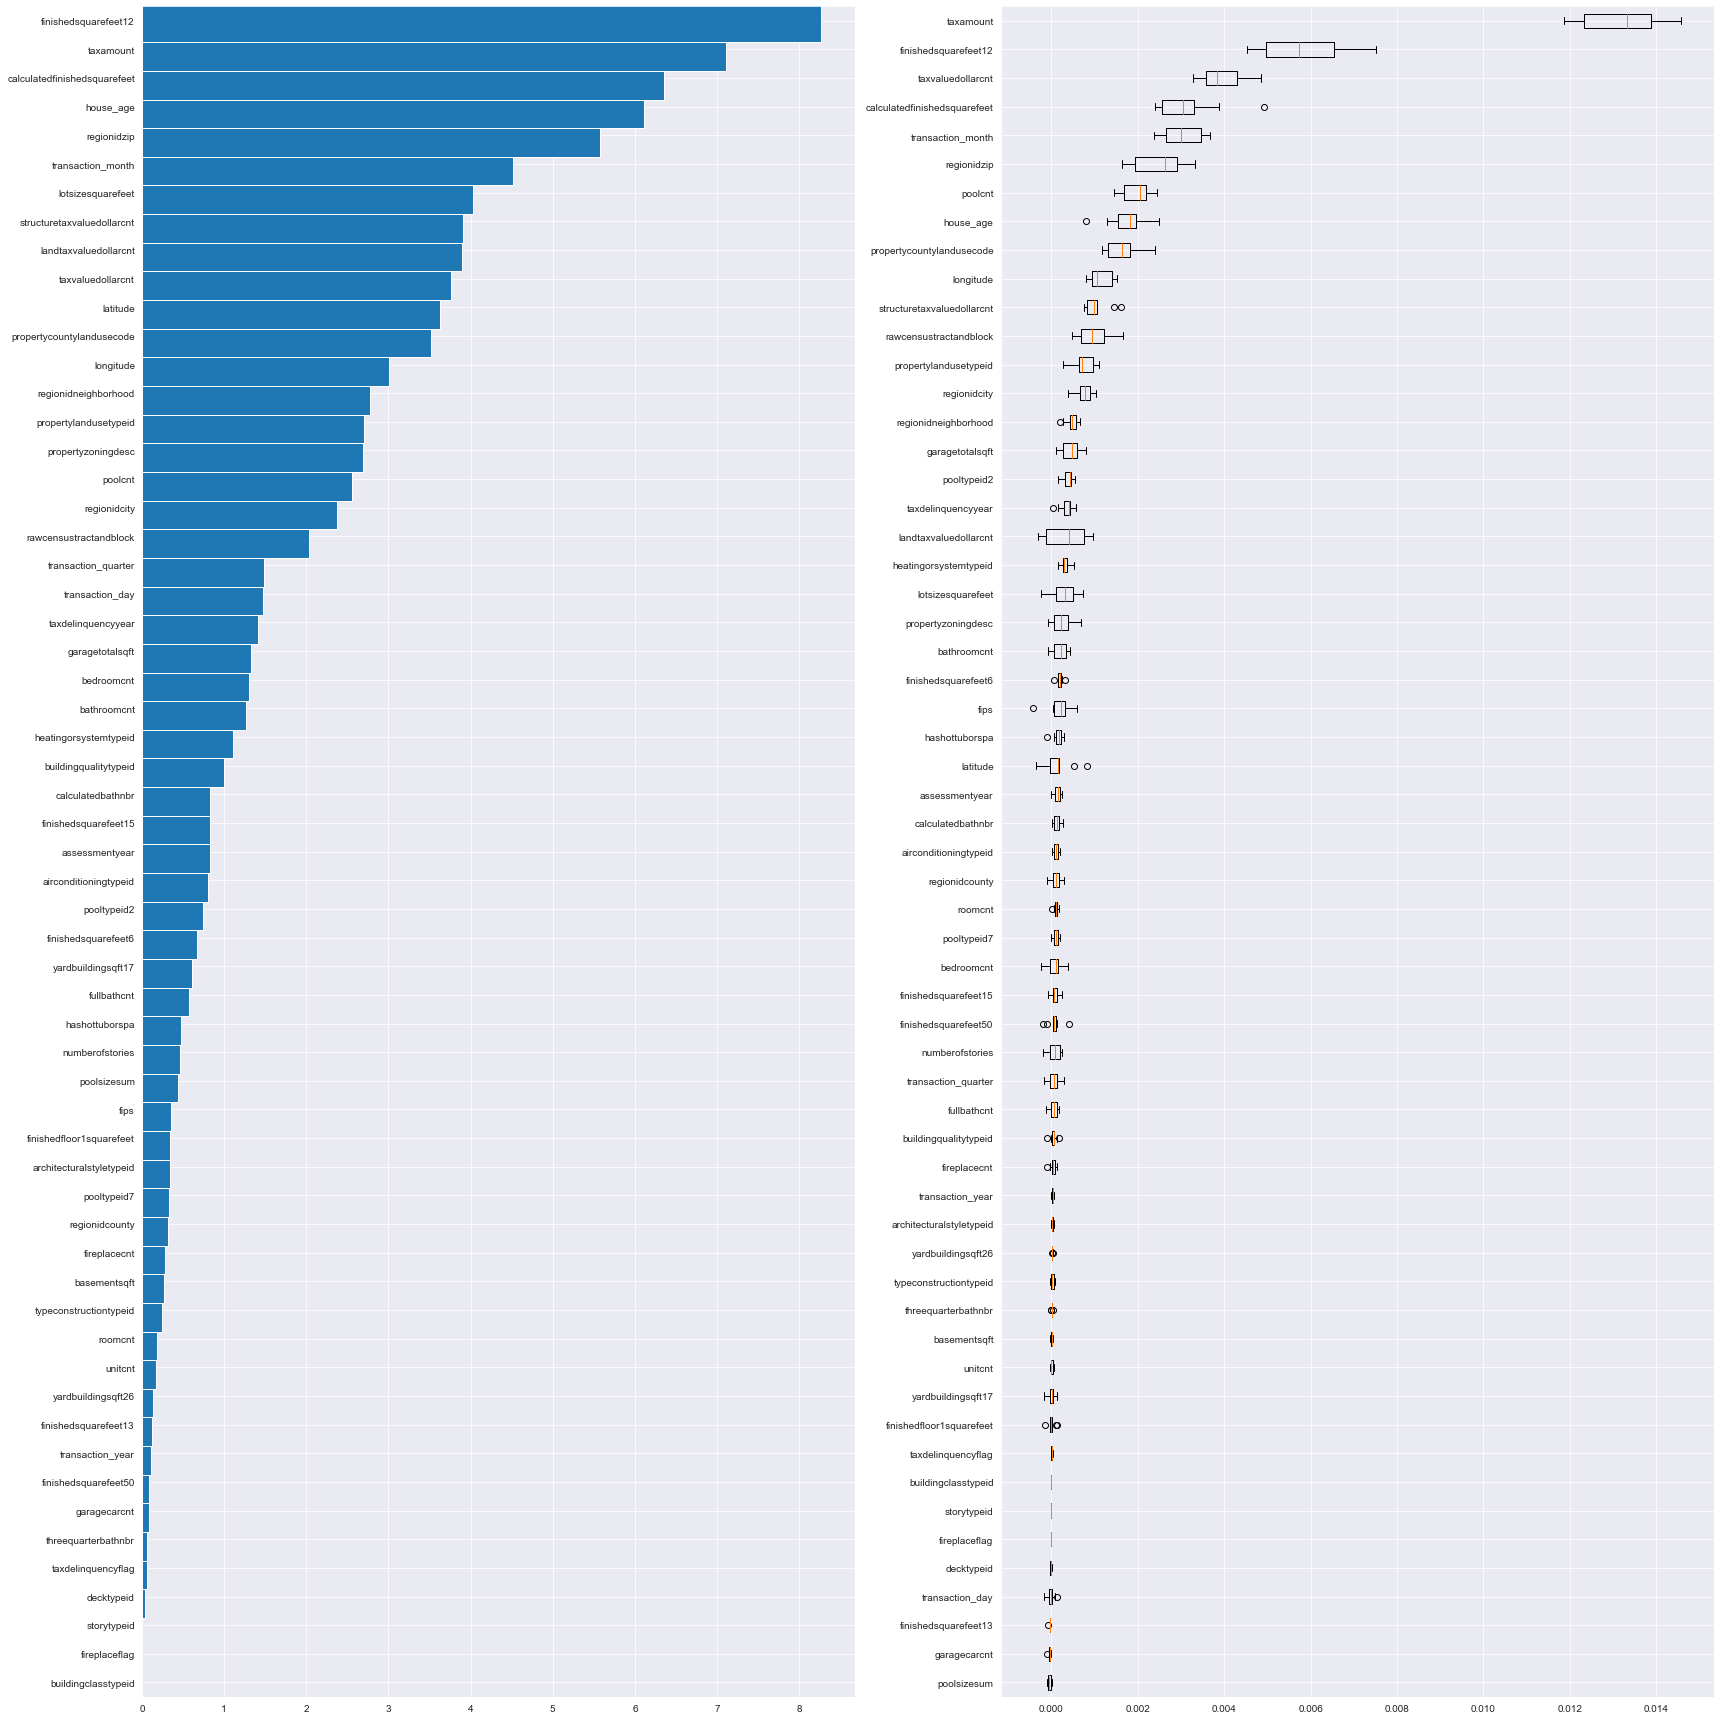 finishedsquarefeet12
taxamount
calculatedfinishedsquarefeet
house_age
regionidzip
transaction_month
lotsizesquarefeet
structuretaxvaluedollarcnt
landtaxvaluedollarcnt
taxvaluedollarcnt
latitude
propertycountylandusecode
longitude
regionidneighborhood
propertylandusetypeid
propertyzoningdesc
poolcnt
regionidcity
rawcensustractandblock
transaction_quarter
transaction_day
taxdelinquencyyear
garagetotalsqft
bedroomcnt
bathroomcnt
heatingorsystemtypeid
buildingqualitytypeid
calculatedbathnbr
finishedsquarefeet15
assessmentyear
airconditioningtypeid
pooltypeid2
finishedsquarefeet6
yardbuildingsqft17
fullbathcnt
hashottuborspa
numberofstories
poolsizesum
fips
finishedfloor1squarefeet
architecturalstyletypeid
pooltypeid7
regionidcounty
fireplacecnt
basementsqft
typeconstructiontypeid
roomcnt
unitcnt
yardbuildingsqft26
finishedsquarefeet13
transaction_year
finishedsquarefeet50
garagecarcnt
threequarterbathnbr
taxdelinquencyflag
decktypeid
storytypeid
fireplaceflag
buildingclasstypeid
0 1 2 3 4 5 6 7 8
taxamount
finishedsquarefeet12
taxvaluedollarcnt
calculatedfinishedsquarefeet
transaction_month
regionidzip
poolcnt
house_age
propertycountylandusecode
longitude
structuretaxvaluedollarcnt
rawcensustractandblock
propertylandusetypeid
regionidcity
regionidneighborhood
garagetotalsqft
pooltypeid2
taxdelinquencyyear
landtaxvaluedollarcnt
heatingorsystemtypeid
lotsizesquarefeet
propertyzoningdesc
bathroomcnt
finishedsquarefeet6
fips
hashottuborspa
latitude
assessmentyear
calculatedbathnbr
airconditioningtypeid
regionidcounty
roomcnt
pooltypeid7
bedroomcnt
finishedsquarefeet15
finishedsquarefeet50
numberofstories
transaction_quarter
fullbathcnt
buildingqualitytypeid
fireplacecnt
transaction_year
architecturalstyletypeid
yardbuildingsqft26
typeconstructiontypeid
threequarterbathnbr
basementsqft
unitcnt
yardbuildingsqft17
finishedfloor1squarefeet
taxdelinquencyflag
buildingclasstypeid
storytypeid
fireplaceflag
decktypeid
transaction_day
finishedsquarefeet13
garagecarcnt
poolsizesum
0.000 0.002 0.004 0.006 0.008 0.010 0.012 0.014